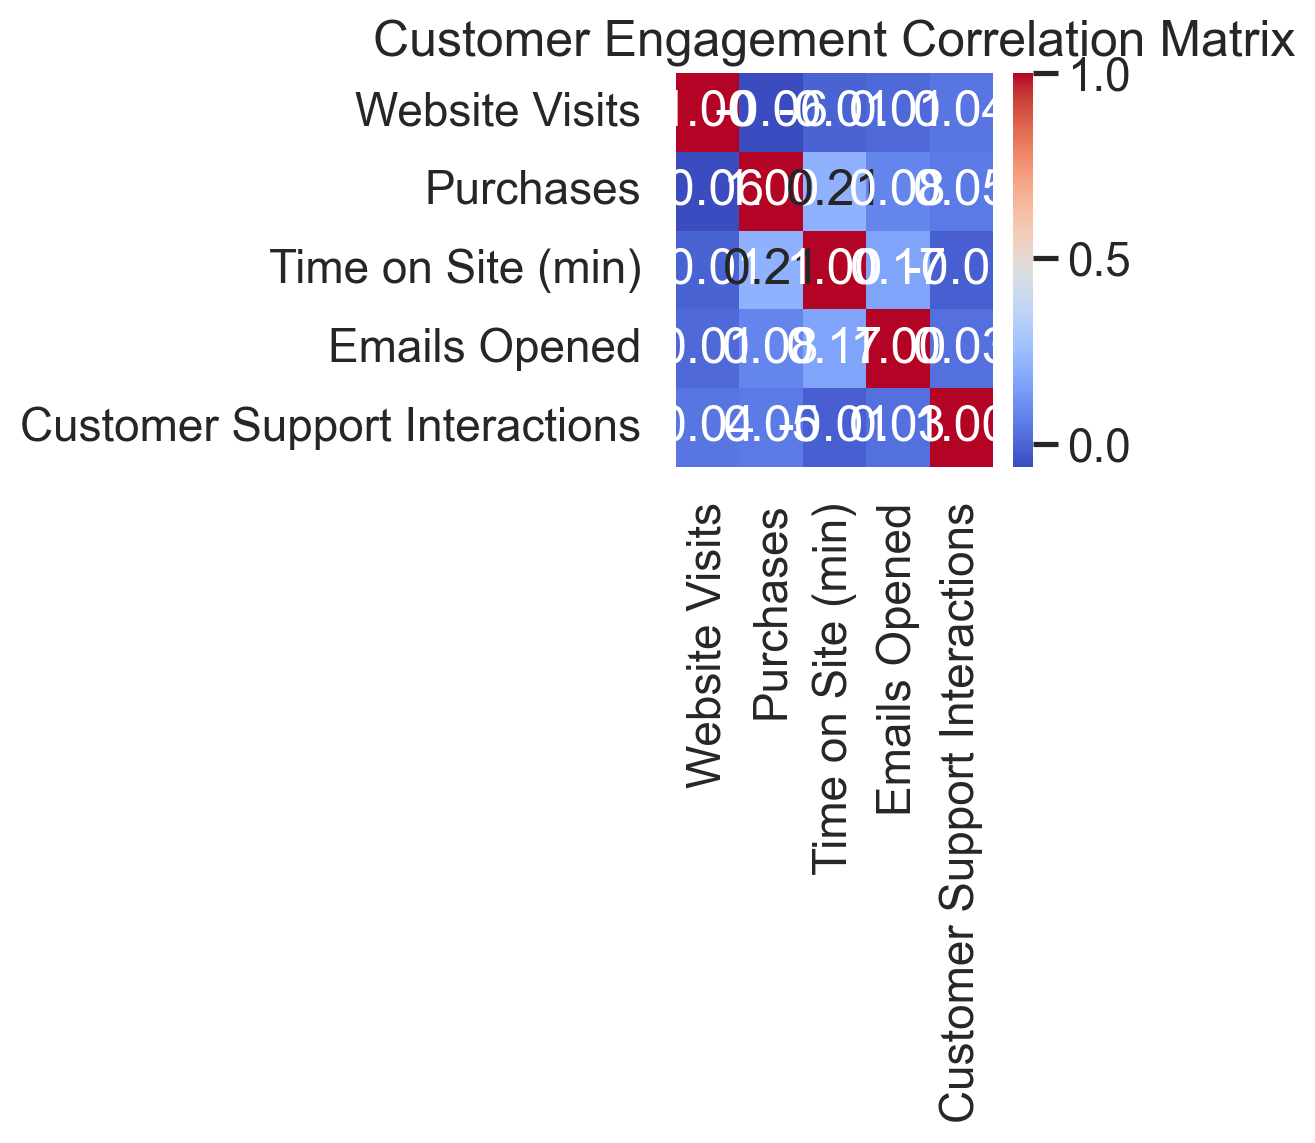 Customer Engagement Correlation Matrix
Website Visits 1.00 -0.06 -0.01 0.01 0.04
Purchases -0.06 1.00 0.21 0.08 0.05
Time on Site (min) -0.01 0.21 1.00 0.17 -0.01
Emails Opened 0.01 0.08 0.17 1.00 0.03
Customer Support Interactions 0.04 0.05 -0.01 0.03 1.00
1.0
0.5
0.0
Website Visits
Purchases
Time on Site (min)
Emails Opened
Customer Support Interactions